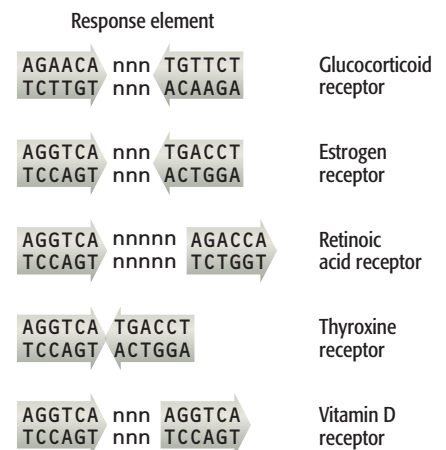 Response element
AGAACA nnn TGTTCT
TCTTGT nnn ACAAGA
Glucocorticoid
receptor
AGGTCA nnn TGACCT
TCCAGT nnn ACTGGA
Estrogen
receptor
AGGTCA nnnnn AGACCA
TCCAGT nnnnn TCTGGT
Retinoic
acid receptor
AGGTCA TGACCT
TCCAGT ACTGGA
Thyroxine
receptor
AGGTCA nnn AGGTCA
TCCAGT nnn TCCAGT
Vitamin D
receptor